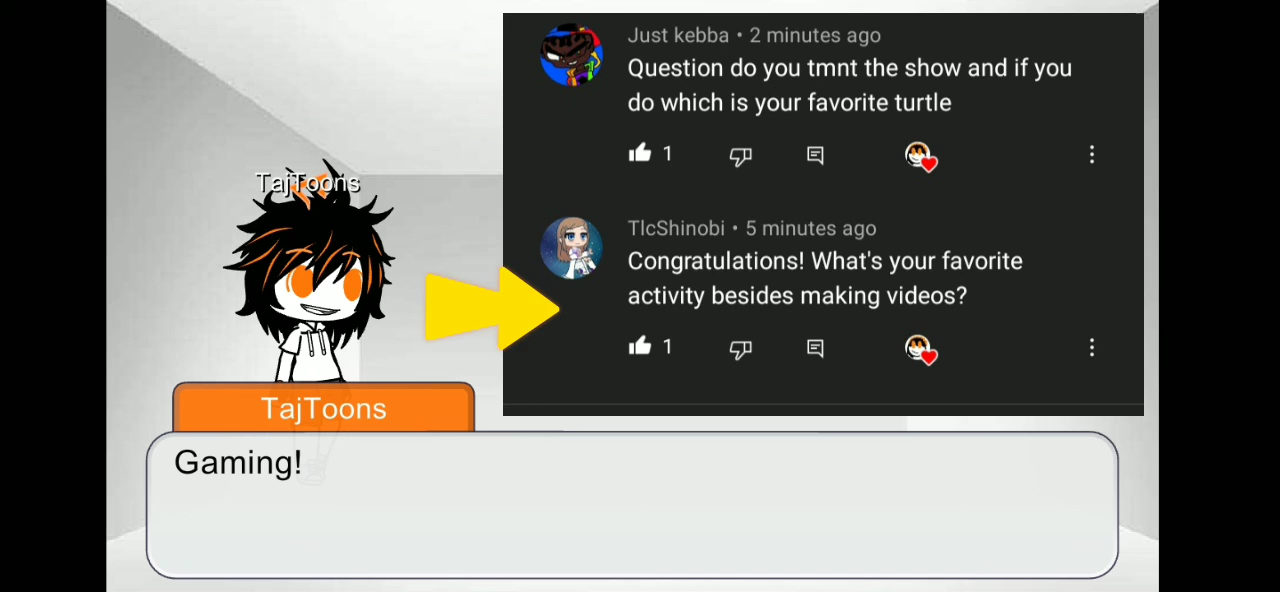 Just kebba • 2 minutes ago
Question do you tmnt the show and if you
do which is your favorite turtle
1
TajToons
TlcShinobi • 5 minutes ago
Congratulations! What's your favorite
activity besides making videos?
1
TajToons
Gaming!